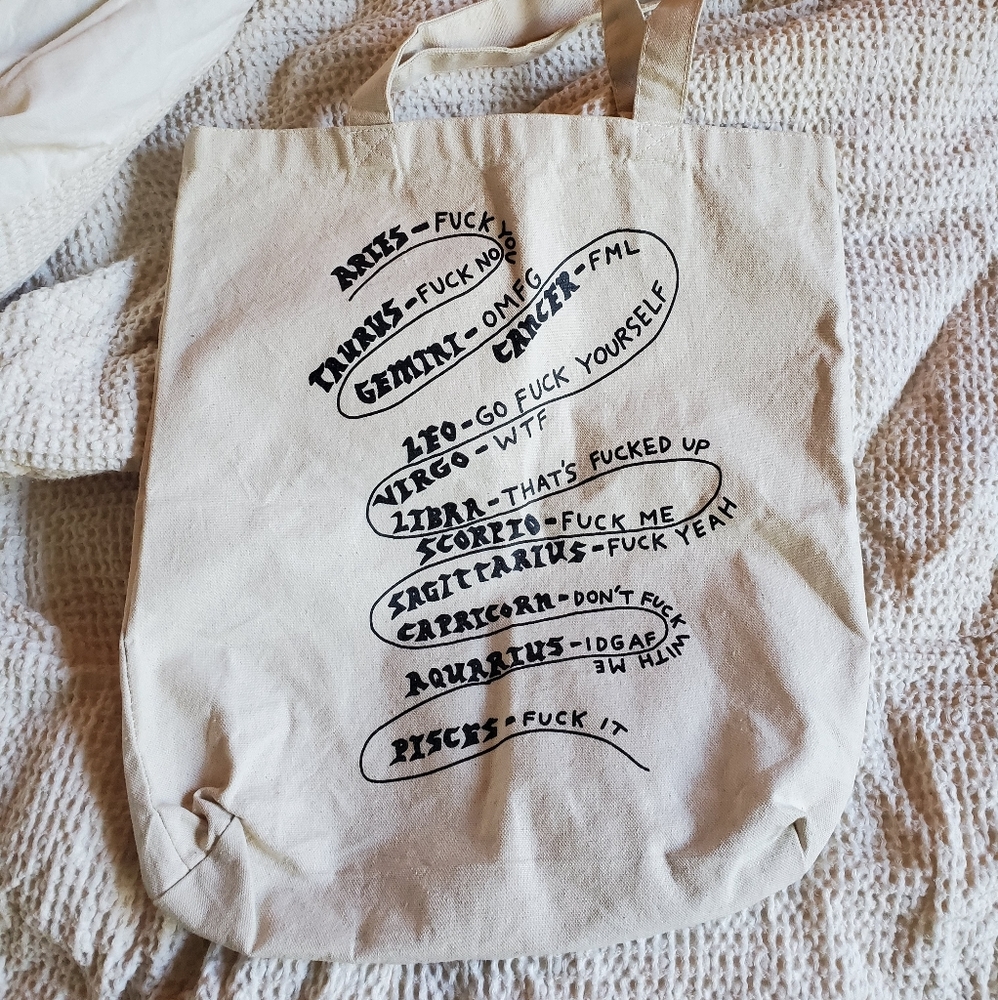 ARIES - FUCK YOU
TAURUS - FUCK NO
GEMINI - OMFG
CANCER - FML
LEO - GO FUCK YOURSELF
VIRGO - WTF
LIBRA - THAT'S FUCKED UP
SCORPIO - FUCK ME
SAGITTARIUS - FUCK YEAH
CAPRICORN - DON'T FUCK WITH ME
AQUARIUS - IDGAF
PISCES - FUCK IT